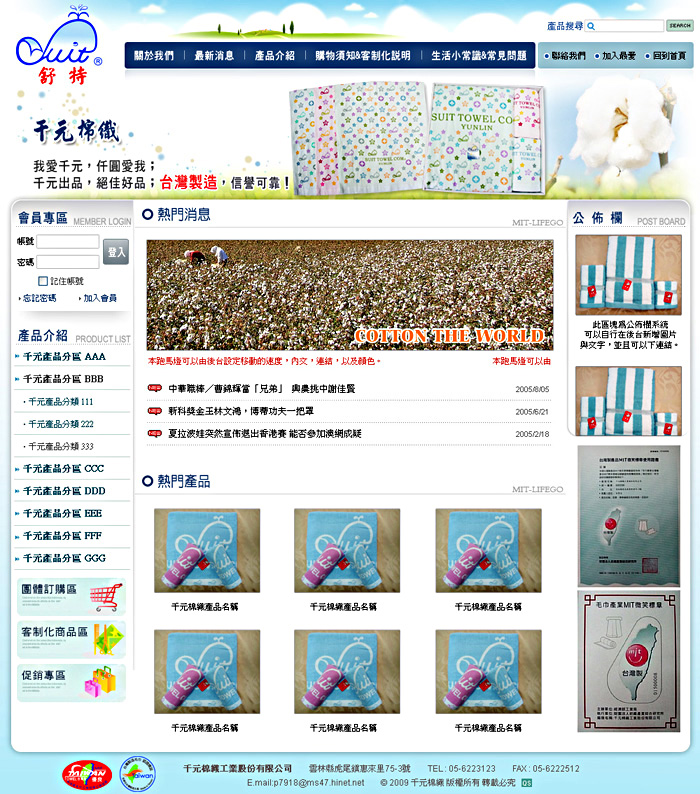 Suit®
舒特
產品搜尋
SEARCH
關於我們 | 最新消息 | 產品介紹 | 購物須知&客制化說明 | 生活小常識&常見問題
聯絡我們 加入最愛 回到首頁
千元棉織
我愛千元，仟圓愛我；
千元出品，絕佳好品；台灣製造，信譽可靠！
SUIT TOWEL CO.
YUNLIN
會員專區 MEMBER LOGIN
帳號
密碼
登入
記住帳號
忘記密碼 加入會員
產品介紹 PRODUCT LIST
千元產品分區 AAA
千元產品分區 BBB
千元產品分類 111
千元產品分類 222
千元產品分類 333
千元產品分區 CCC
千元產品分區 DDD
千元產品分區 EEE
千元產品分區 FFF
千元產品分區 GGG
團體訂購區
客制化商品區
促銷專區
熱門消息
MIT-LIFEGO
COTTON THE WORLD
本跑馬燈可以由後台設定移動的速度，內文，連結，以及顏色。 本跑馬燈可以由
NEW 中華職棒／曹錦輝當「兄弟」 與農挑中謝佳賢 2005/8/05
NEW 新科獎金王林文鴻，博帶功夫一把罩 2005/6/21
NEW 夏拉波娃突然宣佈退出香港賽 能否參加澳網成疑 2005/2/18
熱門產品
MIT-LIFEGO
千元棉織產品名稱
千元棉織產品名稱
千元棉織產品名稱
千元棉織產品名稱
千元棉織產品名稱
千元棉織產品名稱
公佈欄 POST BOARD
此區塊為公佈欄系統
可以自行在後台新增圖片
與文字，並且可以下連結。
毛巾產業MIT微笑標章
mit
台灣製
千元棉織工業股份有限公司 雲林縣虎尾鎮惠來里75-3號 TEL : 05-6223123 FAX : 05-6222512
E.mail:p7918@ms47.hinet.net © 2009 千元棉織 版權所有 轉載必究